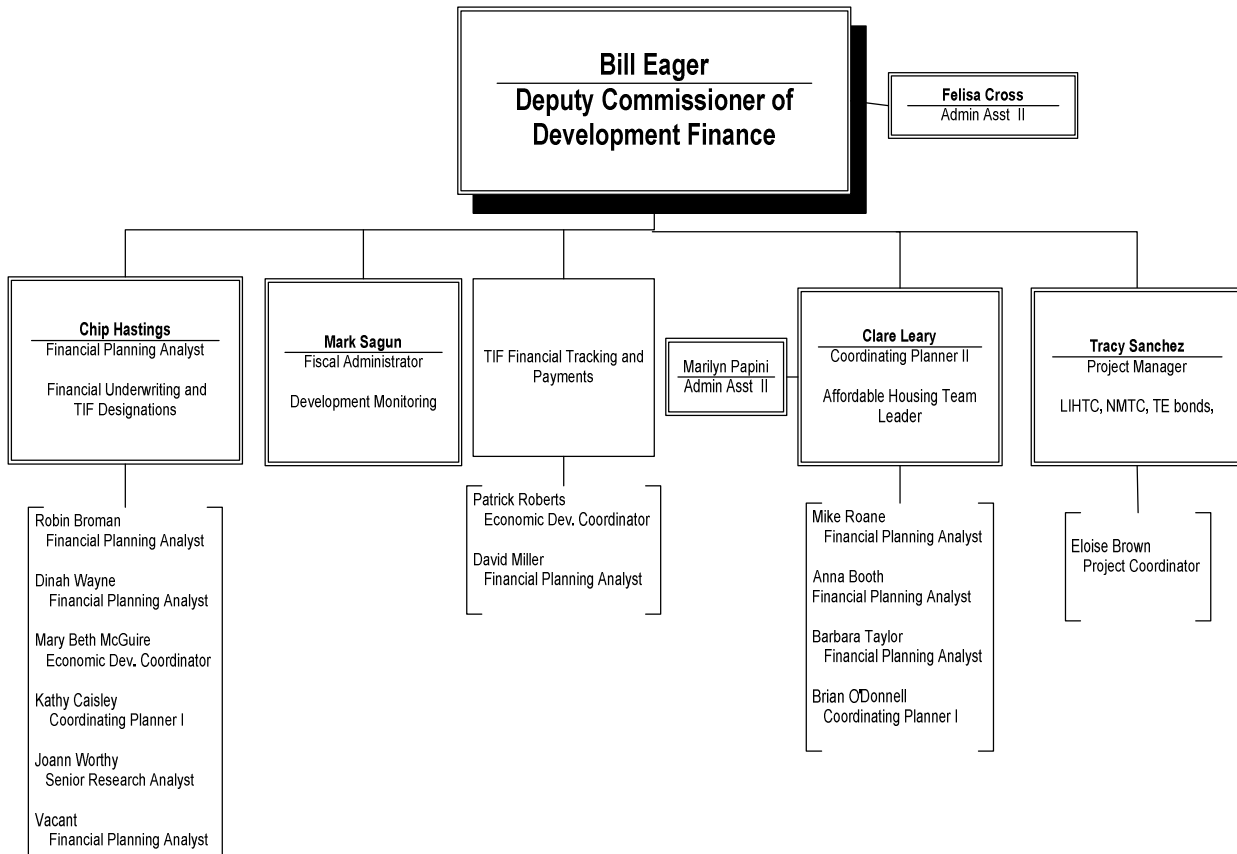 Bill Eager
Deputy Commissioner of
Development Finance
Felisa Cross
Admin Asst II
Chip Hastings
Financial Planning Analyst
Financial Underwriting and
TIF Designations
Mark Sagun
Fiscal Administrator
Development Monitoring
TIF Financial Tracking and
Payments
Marilyn Papini
Admin Asst II
Clare Leary
Coordinating Planner II
Affordable Housing Team
Leader
Tracy Sanchez
Project Manager
LIHTC, NMTC, TE bonds,
Robin Broman
Financial Planning Analyst
Dinah Wayne
Financial Planning Analyst
Mary Beth McGuire
Economic Dev. Coordinator
Kathy Caisley
Coordinating Planner I
Joann Worthy
Senior Research Analyst
Vacant
Financial Planning Analyst
Patrick Roberts
Economic Dev. Coordinator
David Miller
Financial Planning Analyst
Mike Roane
Financial Planning Analyst
Anna Booth
Financial Planning Analyst
Barbara Taylor
Financial Planning Analyst
Brian O'Donnell
Coordinating Planner I
Eloise Brown
Project Coordinator